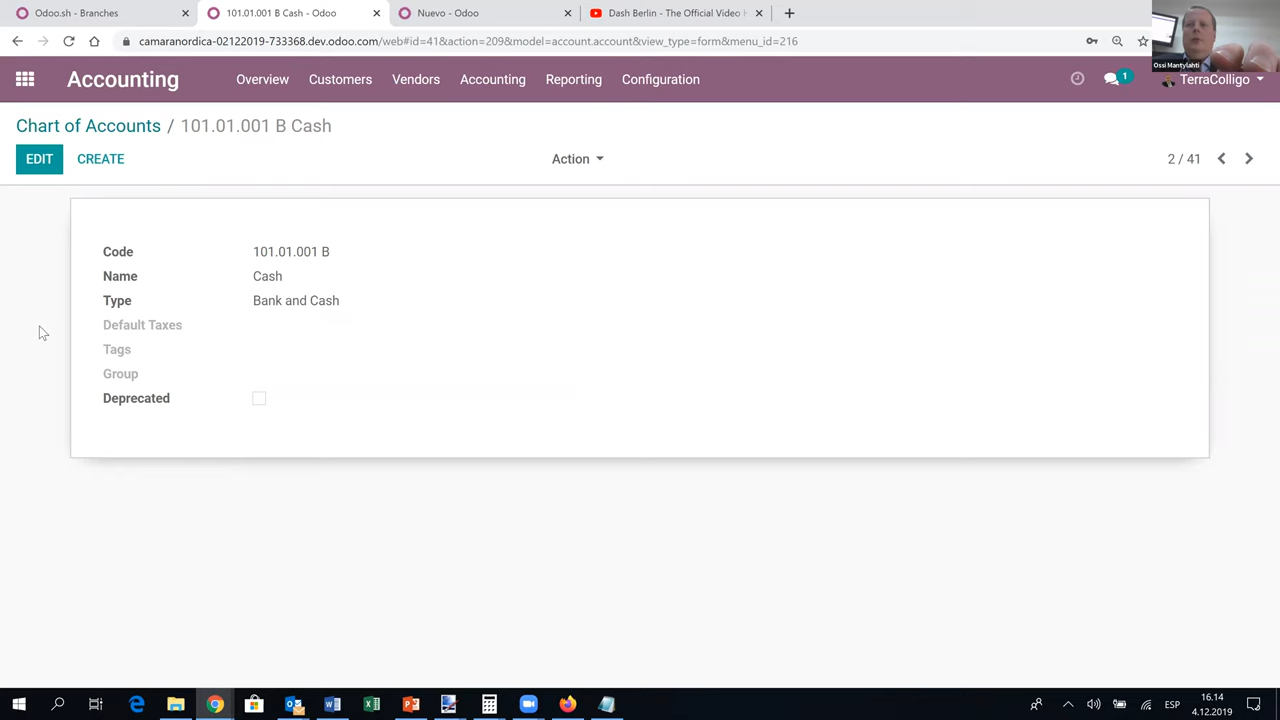 Odoo.sh - Branches
101.01.001 B Cash - Odoo
Nuevo - Odoo
Dash Berlin - The Official Video
camaranordica-02122019-733368.dev.odoo.com/web#id=41&action=209&model=account.account&view_type=form&menu_id=216
Ossi Mantylahti
Accounting
Overview
Customers
Vendors
Accounting
Reporting
Configuration
1
TerraColligo
Chart of Accounts / 101.01.001 B Cash
EDIT
CREATE
Action
2 / 41
Code 101.01.001 B
Name Cash
Type Bank and Cash
Default Taxes
Tags
Group
Deprecated
ESP
16.14
4.12.2019